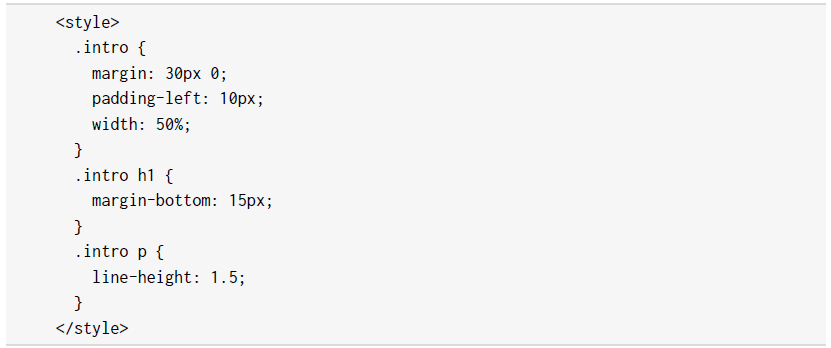 <style>
.intro {
margin: 30px 0;
padding-left: 10px;
width: 50%;
}
.intro h1 {
margin-bottom: 15px;
}
.intro p {
line-height: 1.5;
}
</style>